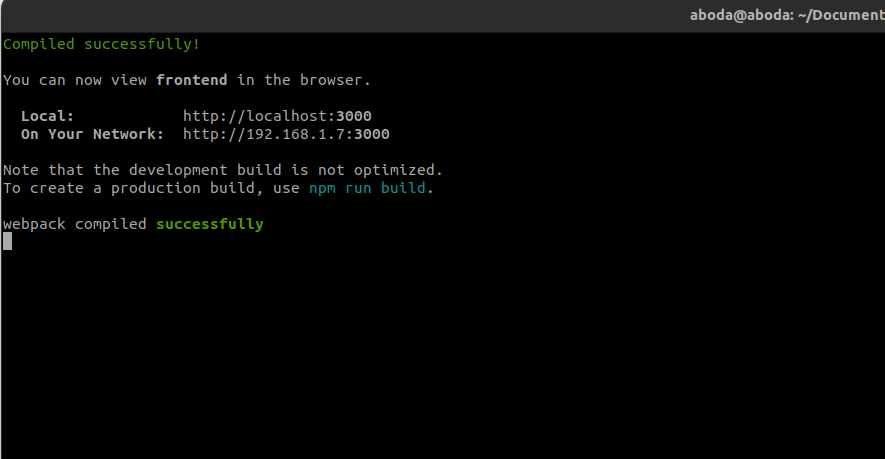 aboda@aboda: ~/Document
Compiled successfully!
You can now view frontend in the browser.
Local: http://localhost:3000
On Your Network: http://192.168.1.7:3000
Note that the development build is not optimized.
To create a production build, use npm run build.
webpack compiled successfully